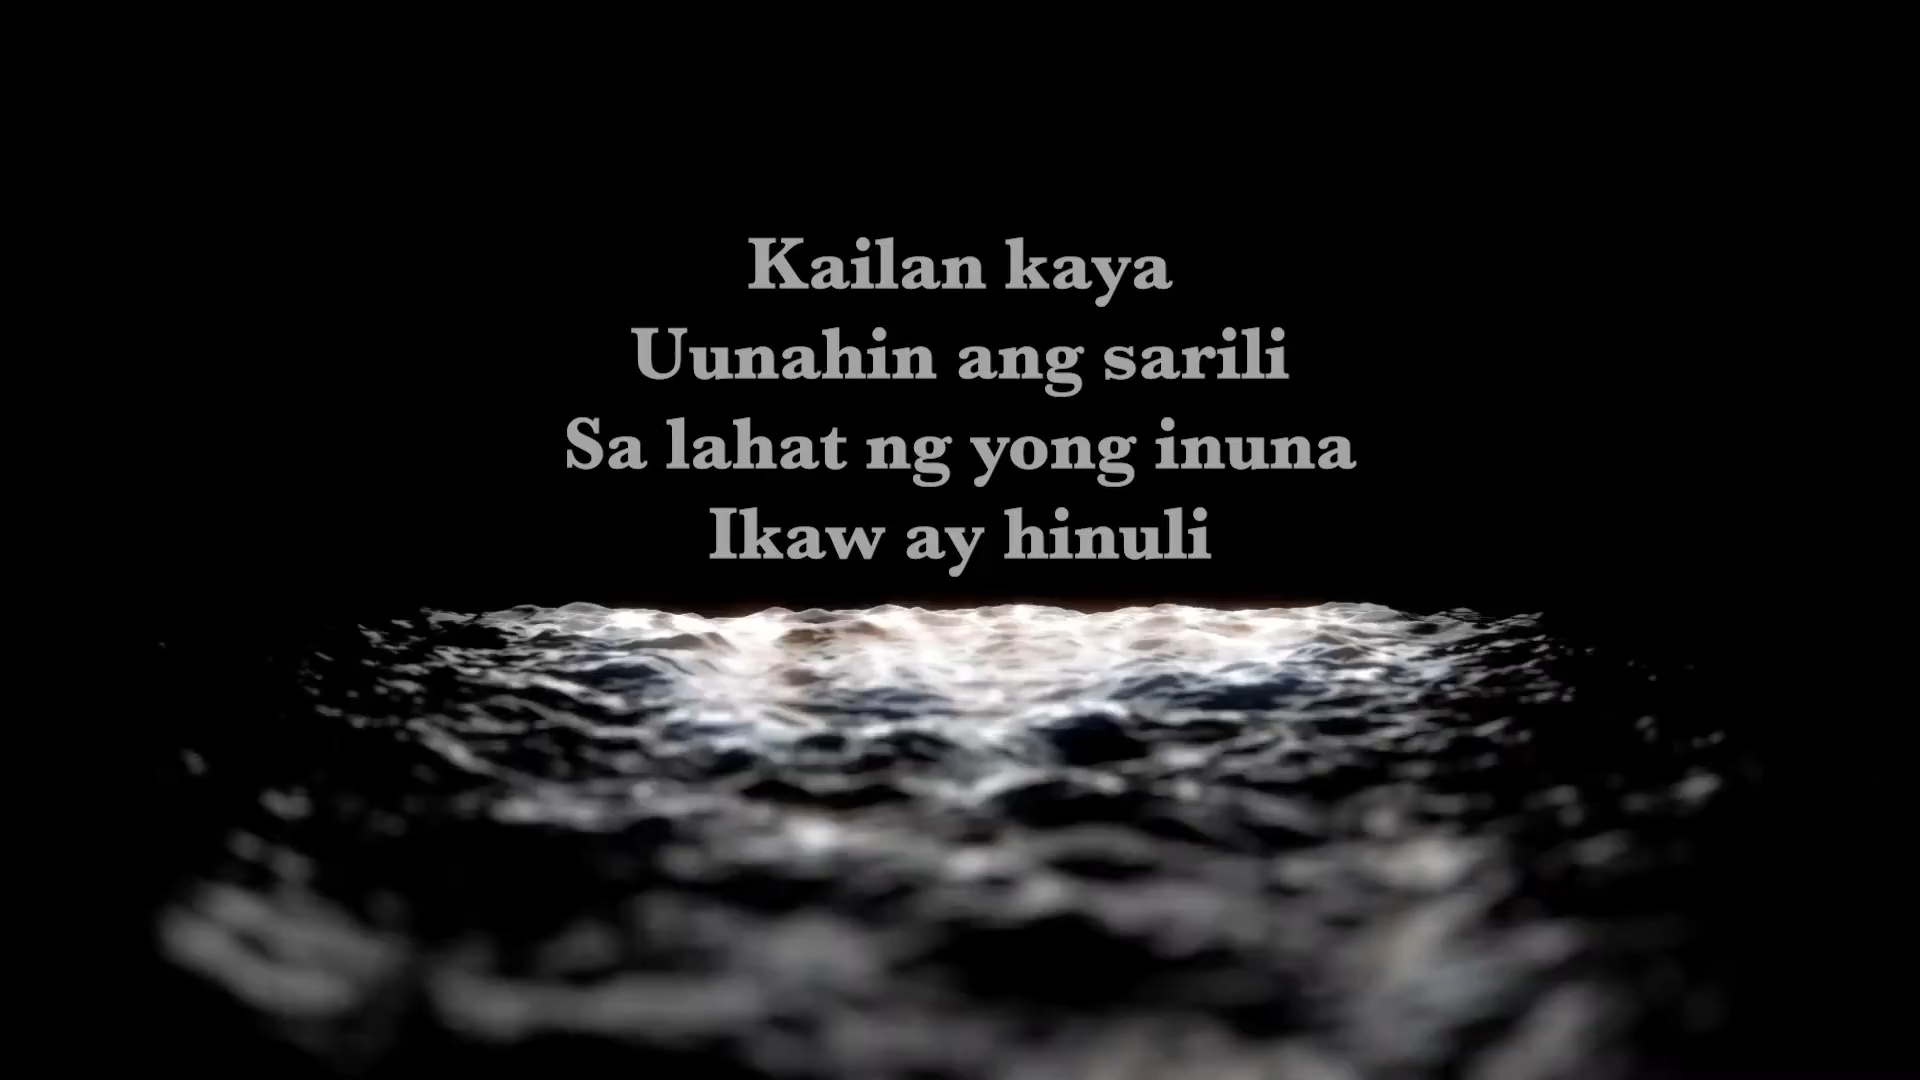 Kailan kaya
Uunahin ang sarili
Sa lahat ng yong inuna
Ikaw ay hinuli